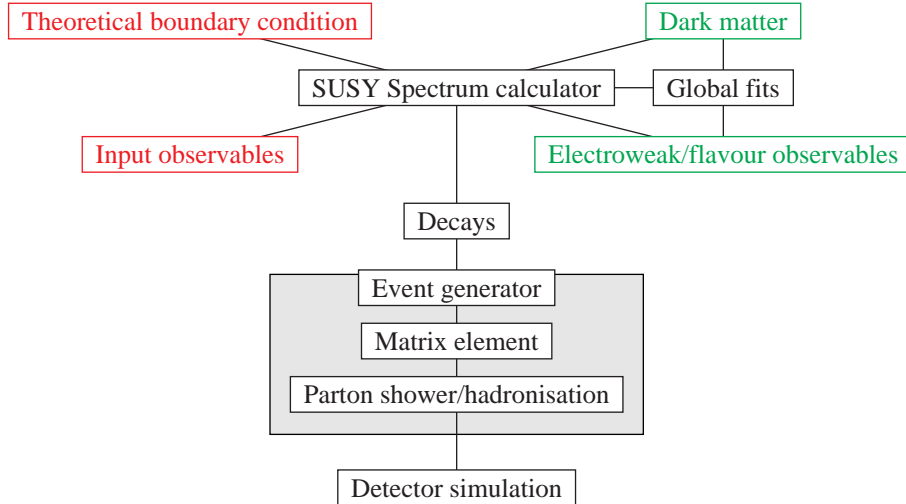 Theoretical boundary condition
Dark matter
SUSY Spectrum calculator
Global fits
Input observables
Electroweak/flavour observables
Decays
Event generator
Matrix element
Parton shower/hadronisation
Detector simulation